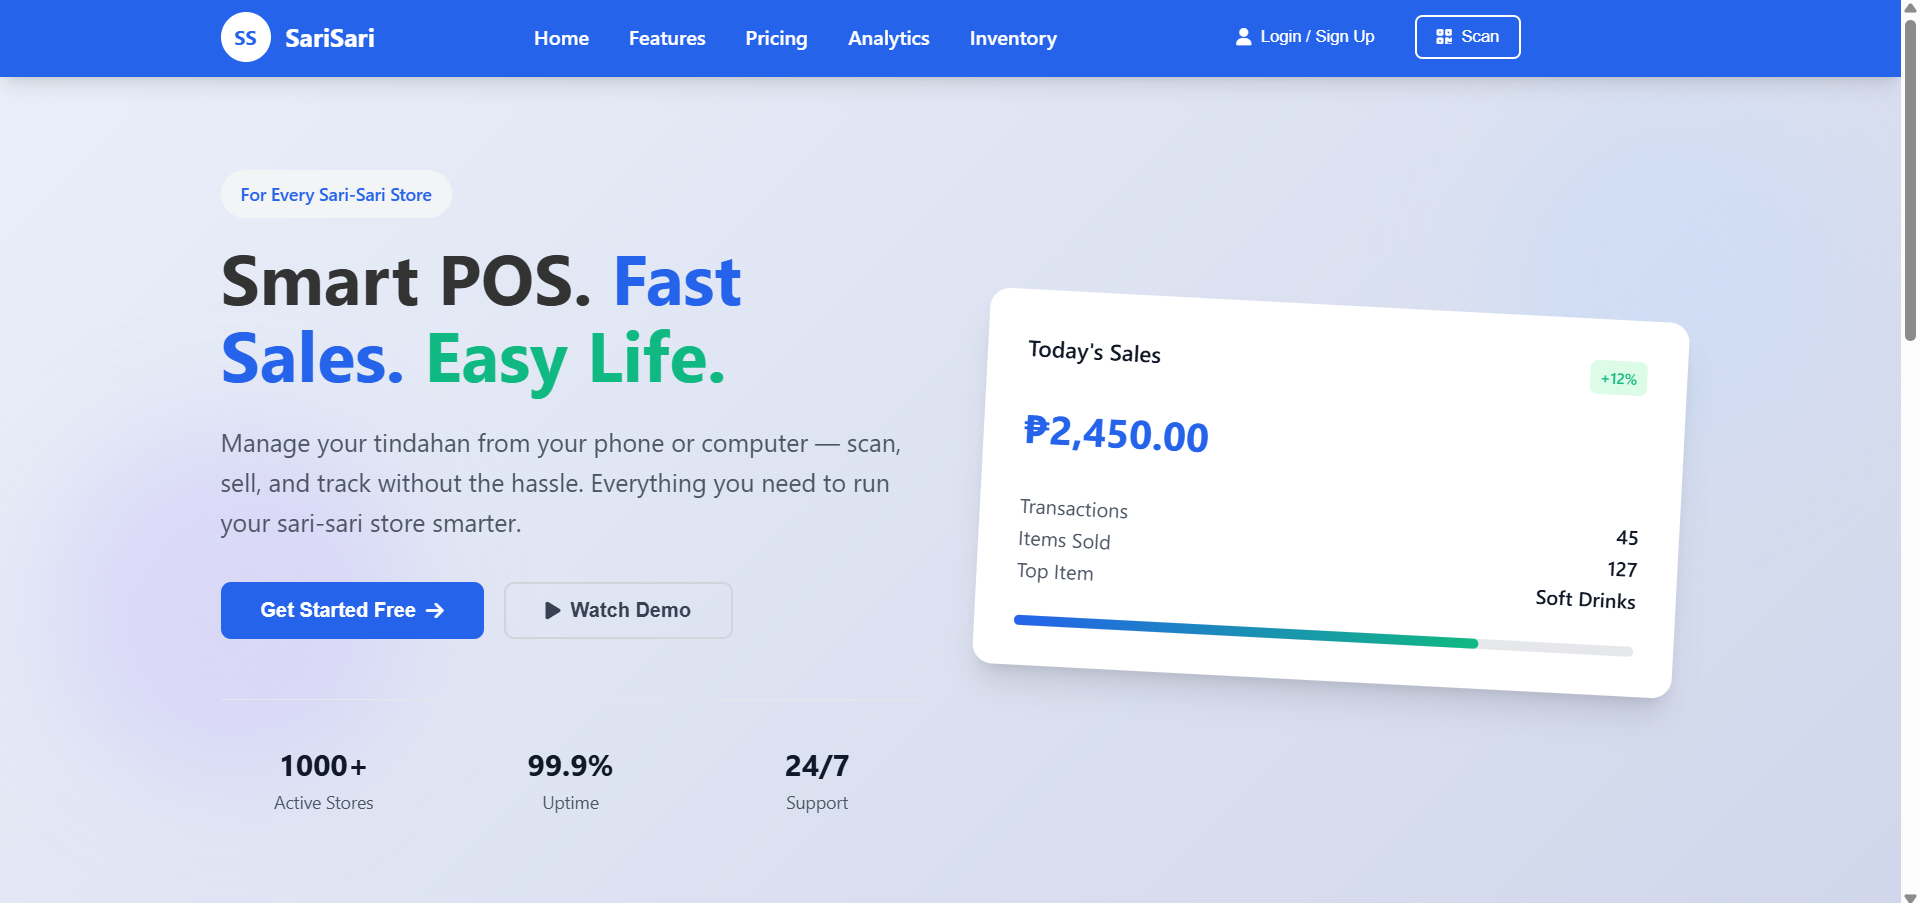 SS SariSari Home Features Pricing Analytics Inventory Login / Sign Up Scan
For Every Sari-Sari Store
Smart POS. Fast
Sales. Easy Life.
Manage your tindahan from your phone or computer — scan,
sell, and track without the hassle. Everything you need to run
your sari-sari store smarter.
Get Started Free → Watch Demo
1000+ 99.9% 24/7
Active Stores Uptime Support
Today's Sales +12%
₱2,450.00
Transactions 45
Items Sold 127
Top Item Soft Drinks